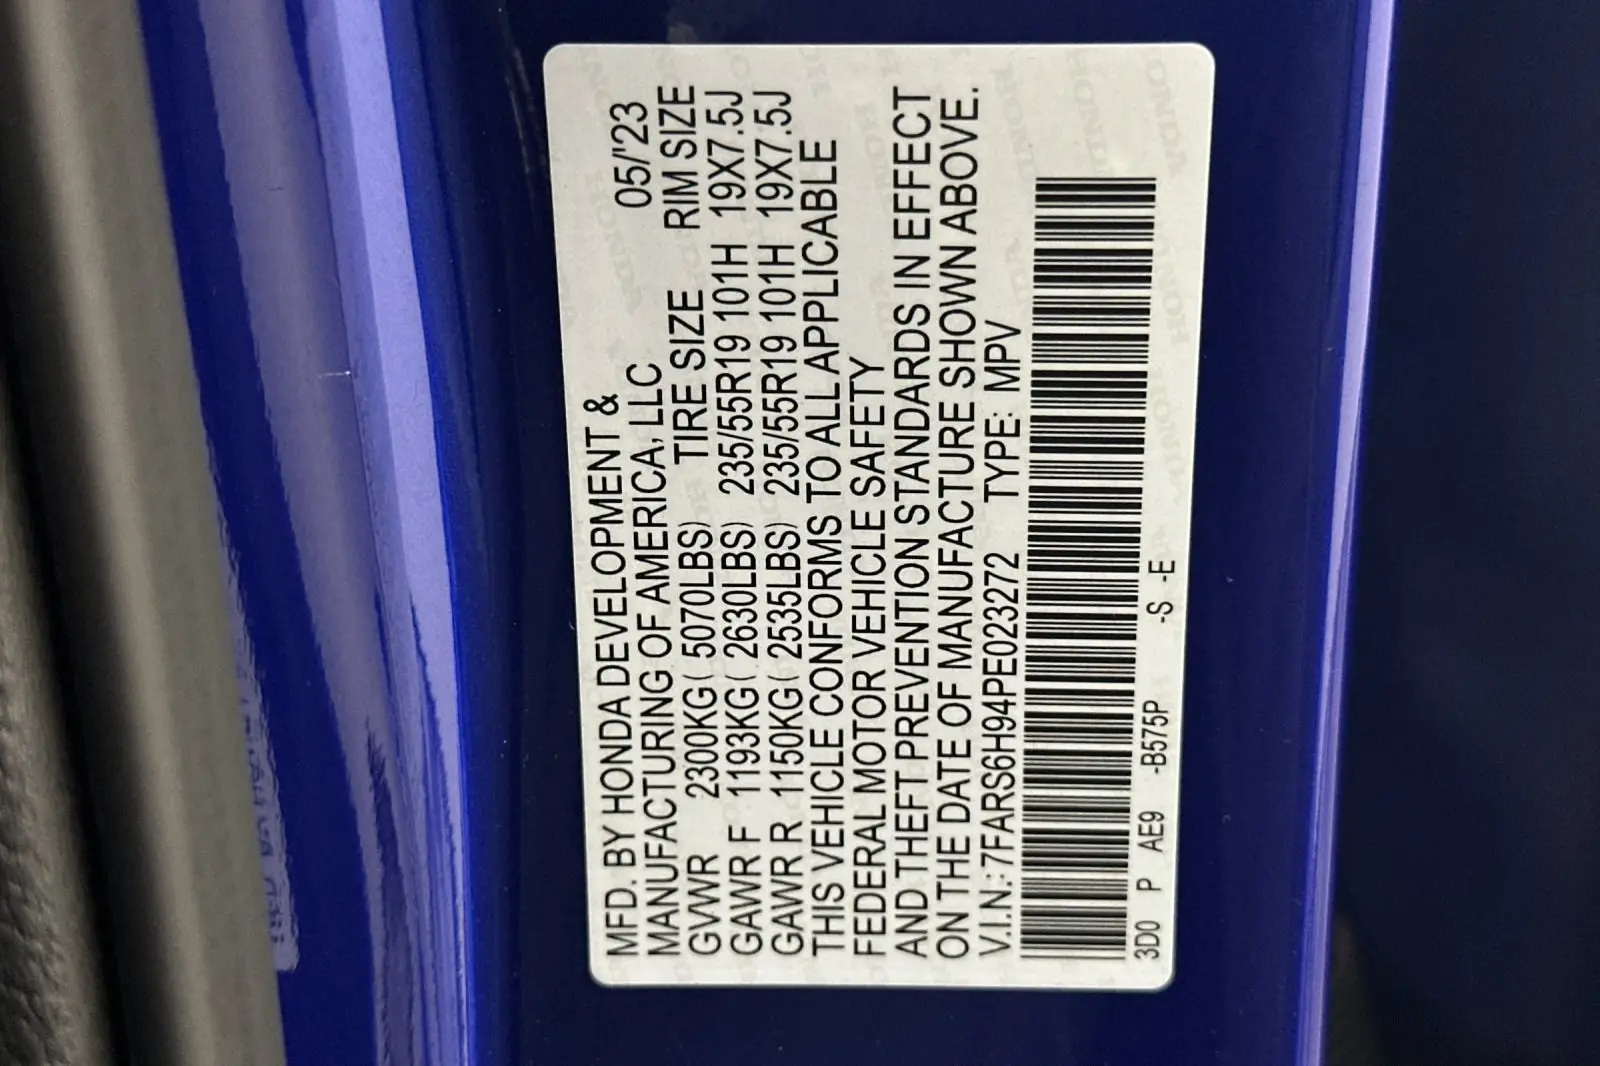 MFD. BY HONDA DEVELOPMENT &
MANUFACTURING OF AMERICA, LLC 05/'23
GVWR 2300KG ( 5070LBS) TIRE SIZE RIM SIZE
GAWR F 1193KG ( 2630LBS) 235/55R19 101H 19X7.5J
GAWR R 1150KG ( 2535LBS) 235/55R19 101H 19X7.5J
THIS VEHICLE CONFORMS TO ALL APPLICABLE
FEDERAL MOTOR VEHICLE SAFETY
AND THEFT PREVENTION STANDARDS IN EFFECT
ON THE DATE OF MANUFACTURE SHOWN ABOVE.
V.I.N.: 7FARS6H94PE023272 TYPE: MPV
3D0 P AE9 -B575P -S -E